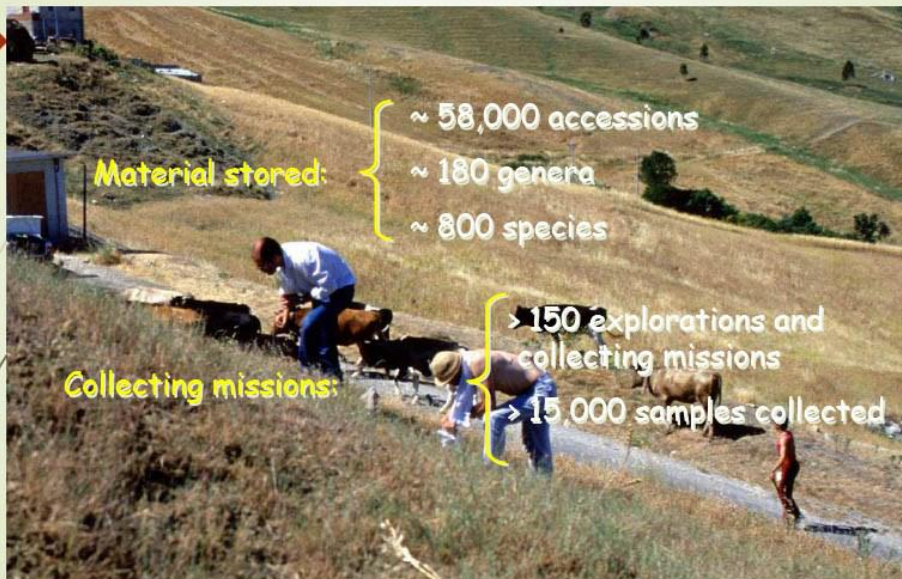 ~ 58,000 accessions
Material stored:
~ 180 genera
~ 800 species
> 150 explorations and
collecting missions
Collecting missions:
> 15,000 samples collected